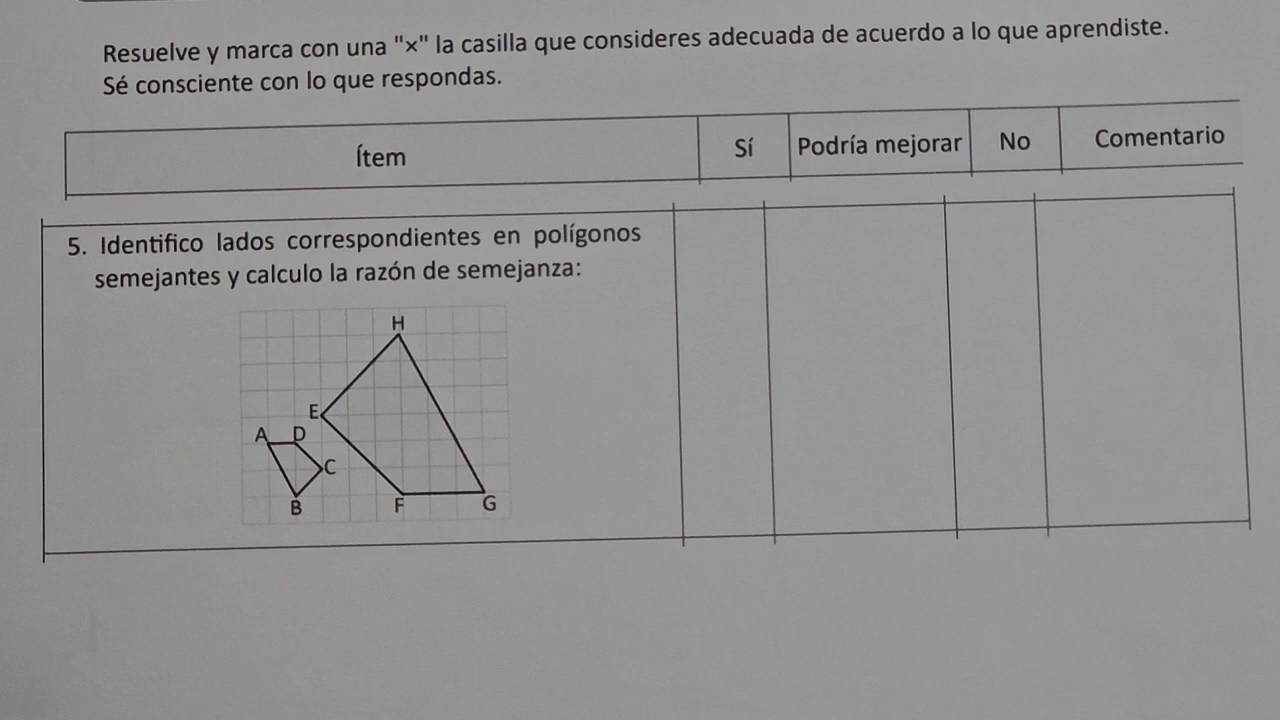 Resuelve y marca con una "×" la casilla que consideres adecuada de acuerdo a lo que aprendiste.
Sé consciente con lo que respondas.
Ítem Sí Podría mejorar No Comentario
5. Identifico lados correspondientes en polígonos
semejantes y calculo la razón de semejanza:
H
E
A D
C
B F G